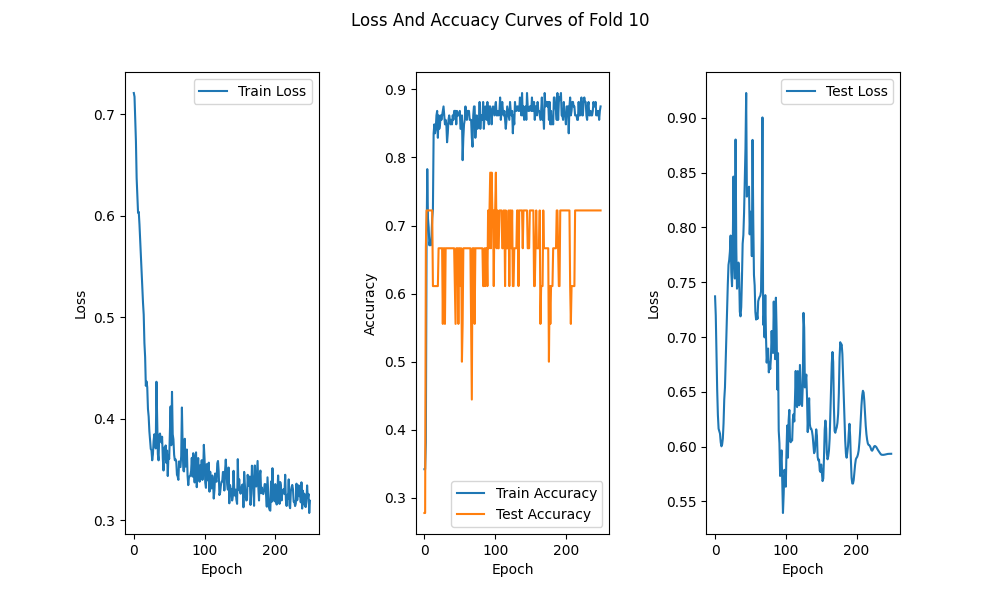 Loss And Accuacy Curves of Fold 10
Train Loss
0.7
0.6
0.5
0.4
0.3
Loss
0
100
200
Epoch
0.9
0.8
0.7
0.6
0.5
0.4
0.3
Accuracy
Train Accuracy
Test Accuracy
0
100
200
Epoch
Test Loss
0.90
0.85
0.80
0.75
0.70
0.65
0.60
0.55
Loss
0
100
200
Epoch